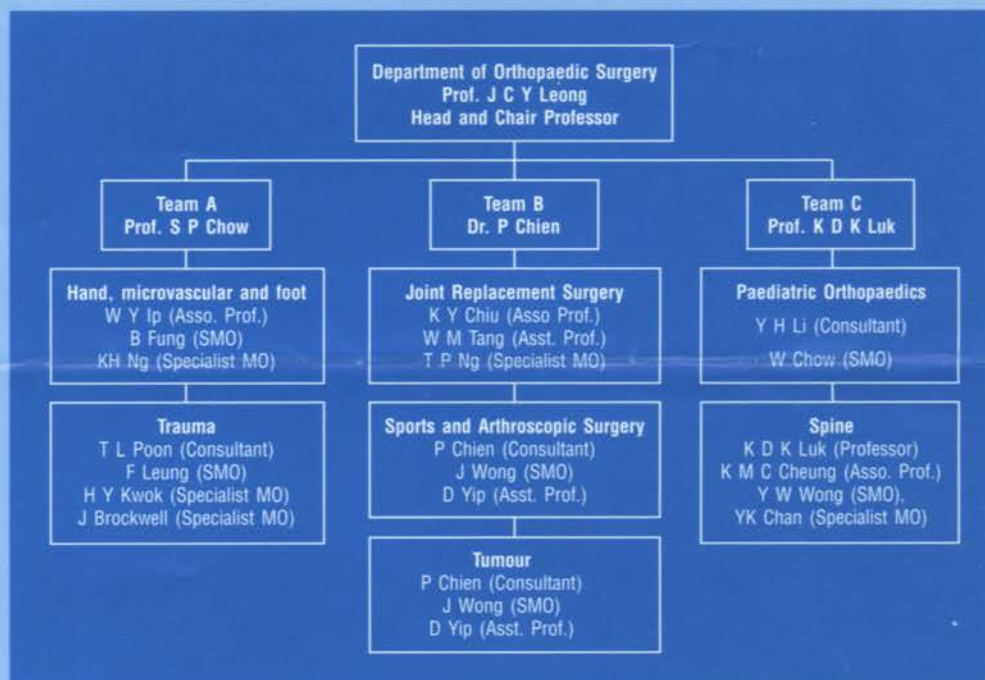 Department of Orthopaedic Surgery
Prof. J C Y Leong
Head and Chair Professor
Team A
Prof. S P Chow
Hand, microvascular and foot
W Y Ip (Asso. Prof.)
B Fung (SMO)
KH Ng (Specialist MO)
Trauma
T L Poon (Consultant)
F Leung (SMO)
H Y Kwok (Specialist MO)
J Brockwell (Specialist MO)
Team B
Dr. P Chien
Joint Replacement Surgery
K Y Chiu (Asso Prof.)
W M Tang (Asst. Prof.)
T P Ng (Specialist MO)
Sports and Arthroscopic Surgery
P Chien (Consultant)
J Wong (SMO)
D Yip (Asst. Prof.)
Tumour
P Chien (Consultant)
J Wong (SMO)
D Yip (Asst. Prof.)
Team C
Prof. K D K Luk
Paediatric Orthopaedics
Y H Li (Consultant)
W Chow (SMO)
Spine
K D K Luk (Professor)
K M C Cheung (Asso. Prof.)
Y W Wong (SMO),
YK Chan (Specialist MO)